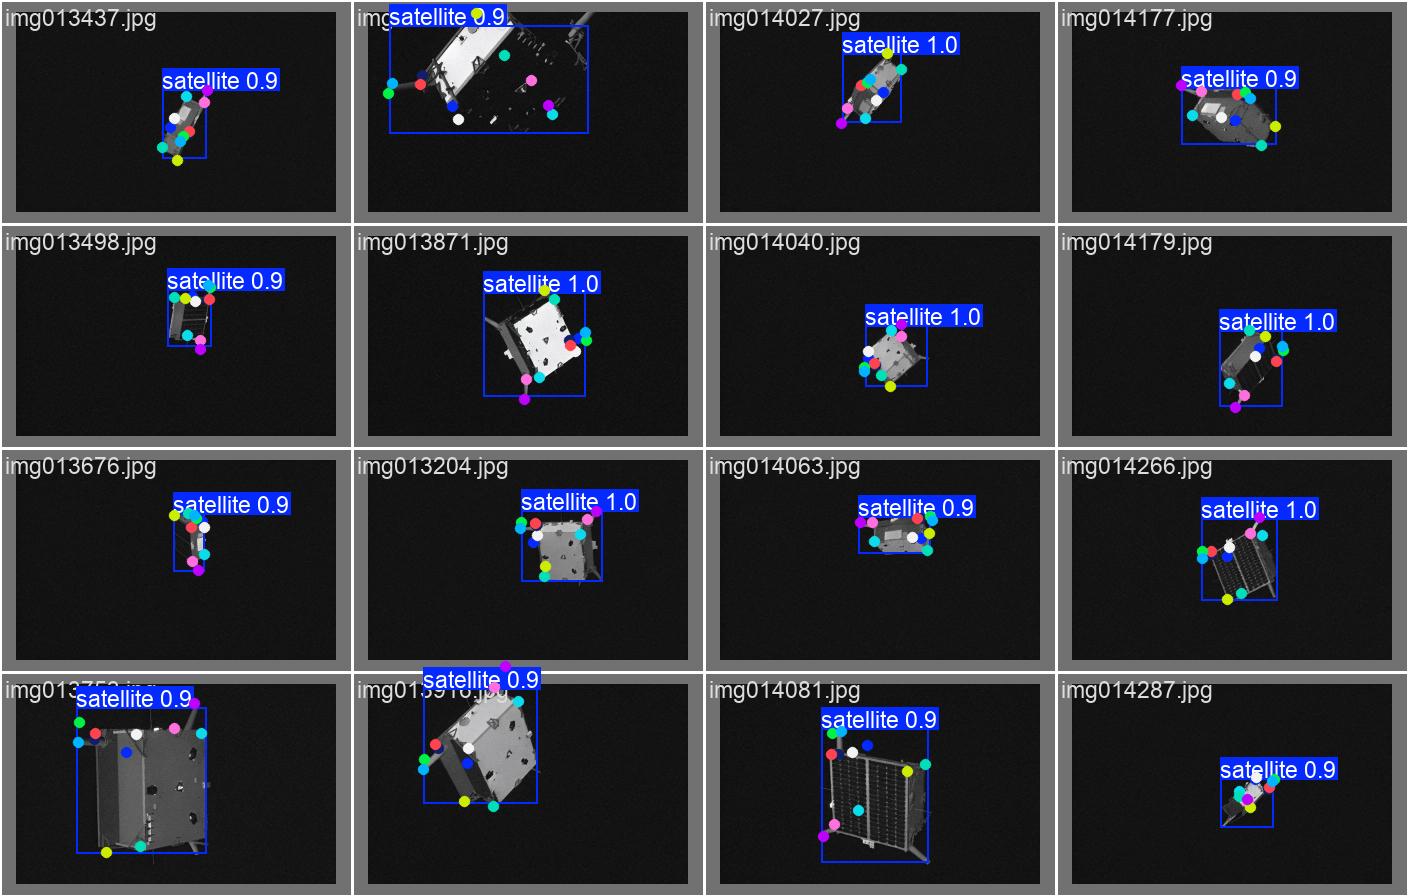 img013437.jpg
satellite 0.9
img
satellite 0.9
img014027.jpg
satellite 1.0
img014177.jpg
satellite 0.9
img013498.jpg
satellite 0.9
img013871.jpg
satellite 1.0
img014040.jpg
satellite 1.0
img014179.jpg
satellite 1.0
img013676.jpg
satellite 0.9
img013204.jpg
satellite 1.0
img014063.jpg
satellite 0.9
img014266.jpg
satellite 1.0
satellite 0.9
satellite 0.9
img014081.jpg
satellite 0.9
img014287.jpg
satellite 0.9